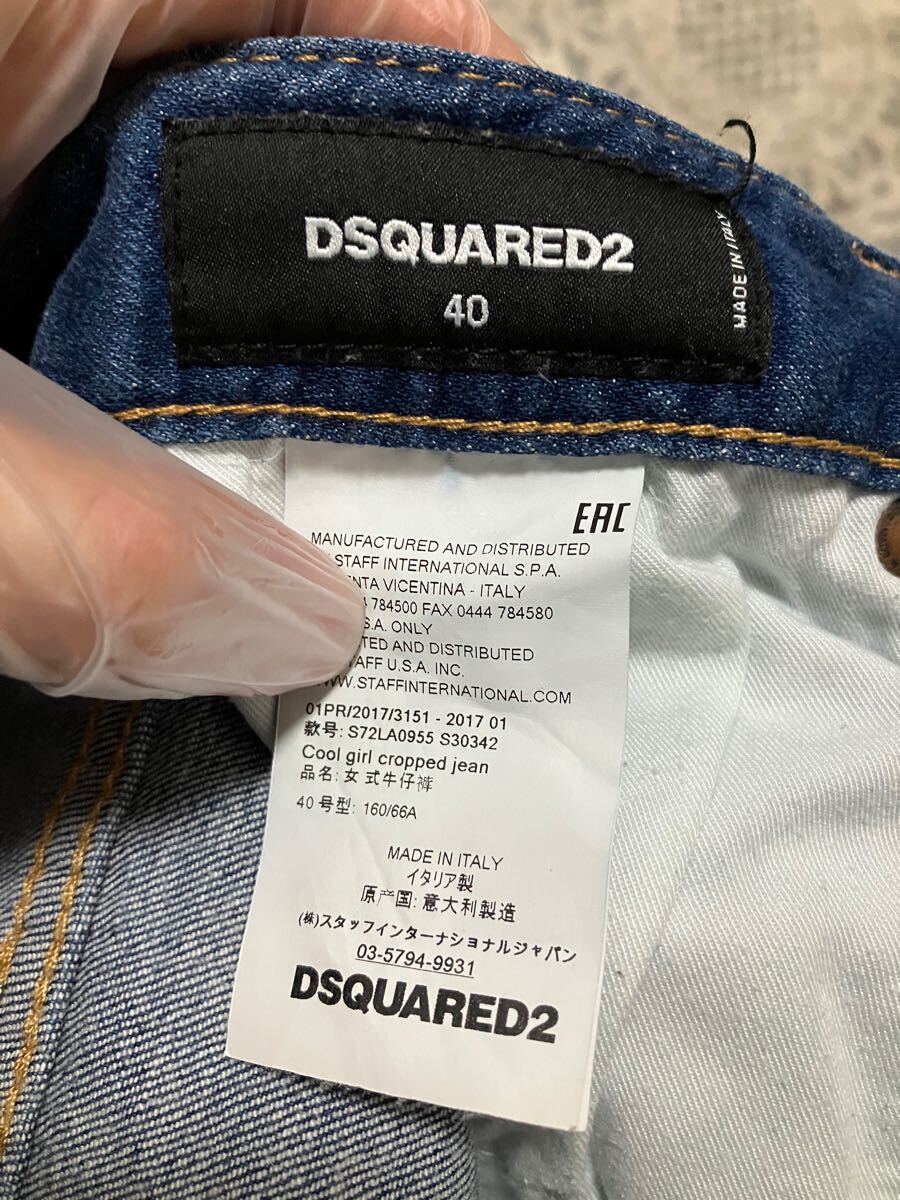 DSQUARED2
40
MADE IN ITALY
EAC
MANUFACTURED AND DISTRIBUTED
STAFF INTERNATIONAL S.P.A.
VICENTINA - ITALY
784500 FAX 0444 784580
ONLY
AND DISTRIBUTED
U.S.A. INC.
WWW.STAFFINTERNATIONAL.COM
01PR/2017/3151 - 2017 01
款号: S72LA0955 S30342
Cool girl cropped jean
品名: 女 式牛仔裤
40 号型: 160/66A
MADE IN ITALY
イタリア製
原产国: 意大利製造
(株)スタッフインターナショナルジャパン
03-5794-9931
DSQUARED2